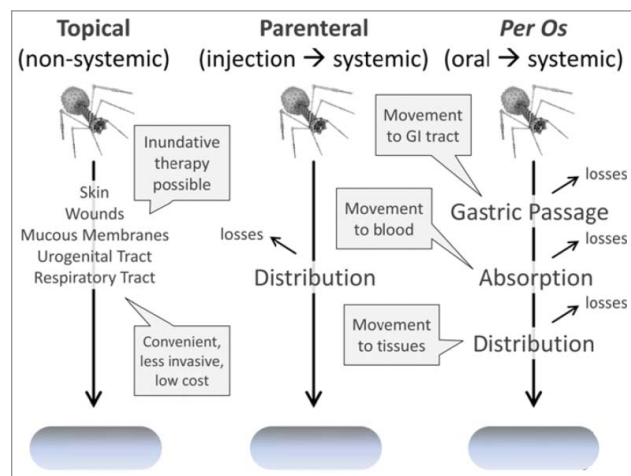 Topical
(non-systemic)
Inundative
therapy
possible
Skin
Wounds
Mucous Membranes
Urogenital Tract
Respiratory Tract
Convenient,
less invasive,
low cost
Parenteral
(injection → systemic)
losses
Distribution
Per Os
(oral → systemic)
Movement
to GI tract
losses
Gastric Passage
Movement
to blood
losses
Absorption
losses
Movement
to tissues
Distribution